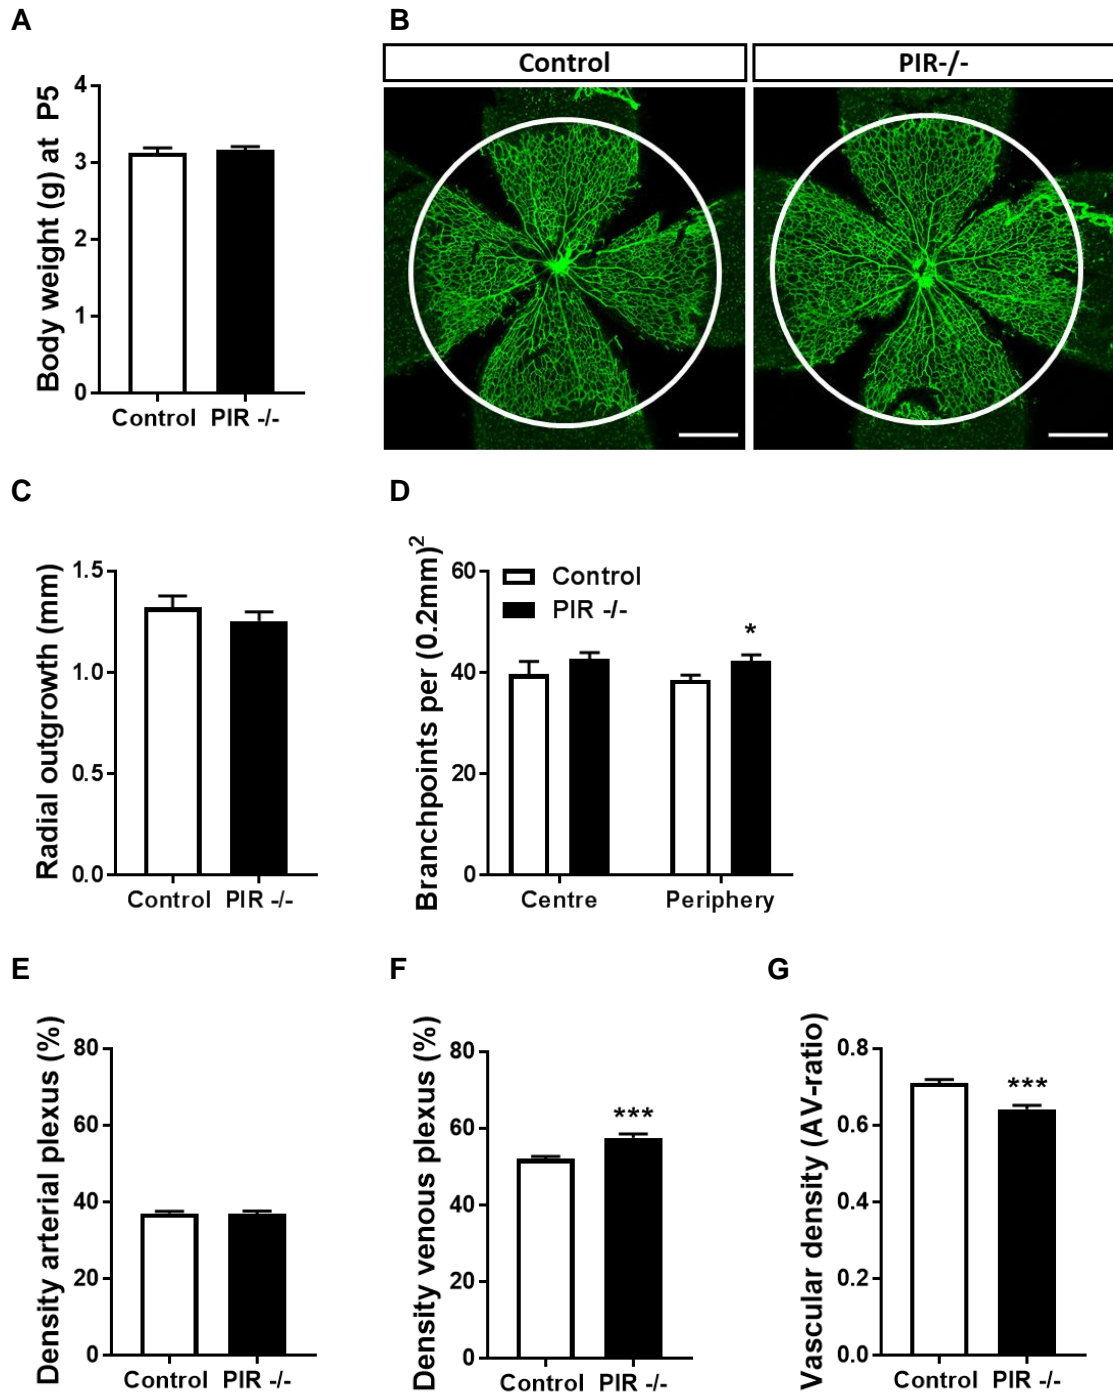 A
B
Body weight (g) at P5
4
3
2
1
0
Control PIR -/-
Control
PIR-/-
C
D
Radial outgrowth (mm)
1.5
1.0
0.5
0.0
Control PIR -/-
Branchpoints per (0.2mm)²
60
40
20
0
Control
PIR -/-
*
Centre
Periphery
E
F
G
Density arterial plexus (%)
80
60
40
20
0
Control PIR -/-
Density venous plexus (%)
80
60
40
20
0
***
Control PIR -/-
Vascular density (AV-ratio)
0.8
0.6
0.4
0.2
0.0
***
Control PIR -/-